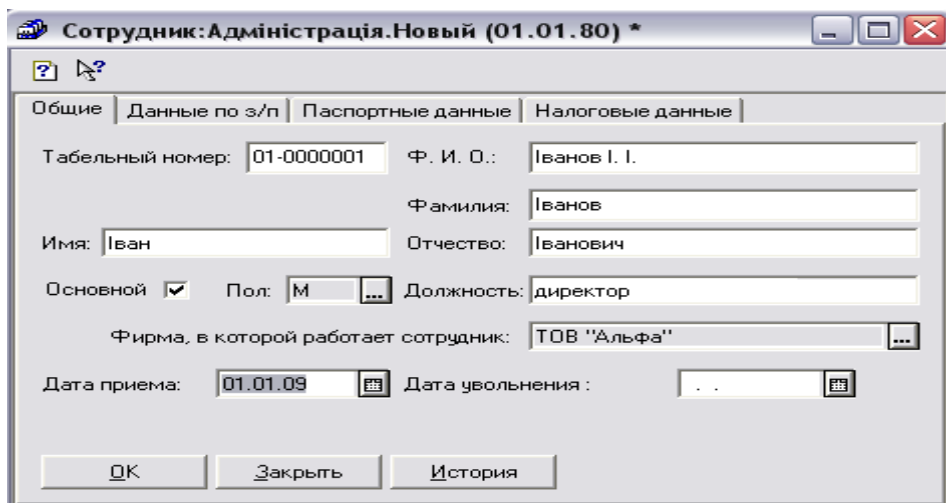 Сотрудник:Адміністрація.Новый (01.01.80) *
Общие Данные по з/п Паспортные данные Налоговые данные
Табельный номер: 01-0000001 Ф. И. О.: Іванов І. І.
Фамилия: Іванов
Имя: Іван Отчество: Іванович
Основной Пол: М ... Должность: директор
Фирма, в которой работает сотрудник: ТОВ "Альфа" ...
Дата приема: 01.01.09 Дата увольнения : . .
OK Закрыть История